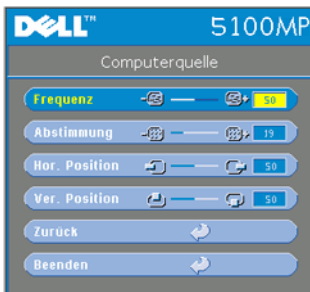 DELL™ 5100MP
Computerquelle
Frequenz 50
Abstimmung 19
Hor. Position 50
Ver. Position 50
Zurück
Beenden